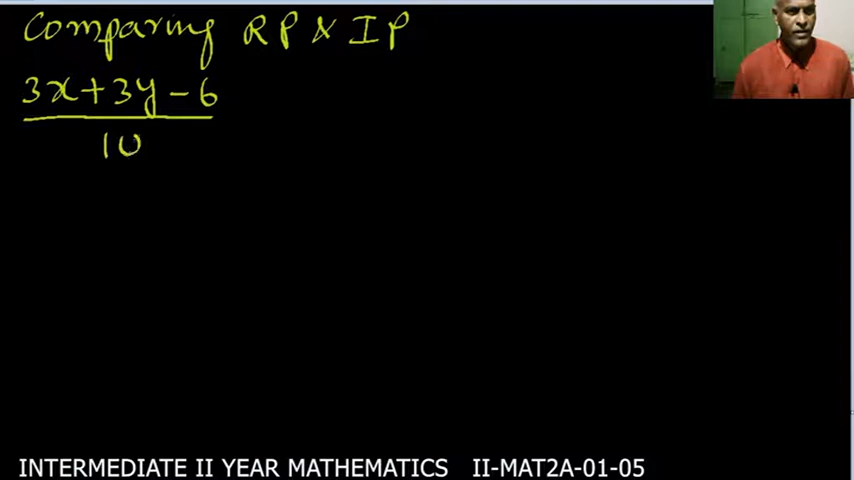 Comparing RP & IP
3x+3y-6
10
INTERMEDIATE II YEAR MATHEMATICS II-MAT2A-01-05